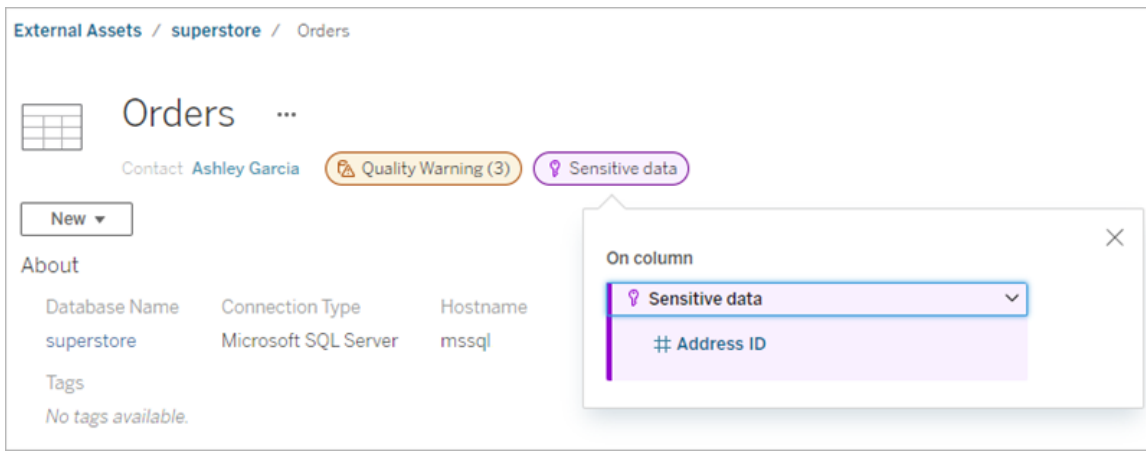 External Assets / superstore / Orders
Orders ...
Contact Ashley Garcia Quality Warning (3) Sensitive data
New
About
Database Name Connection Type Hostname
superstore Microsoft SQL Server mssql
Tags
No tags available.
On column
Sensitive data
# Address ID